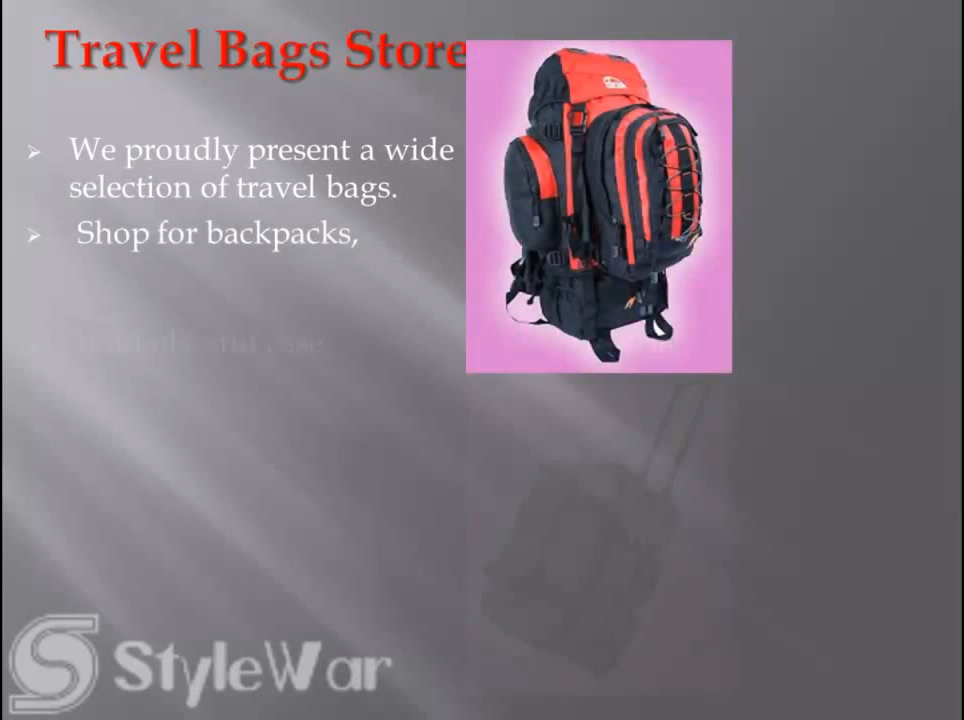 Travel Bags Store
We proudly present a wide
selection of travel bags.
Shop for backpacks,
StyleWar